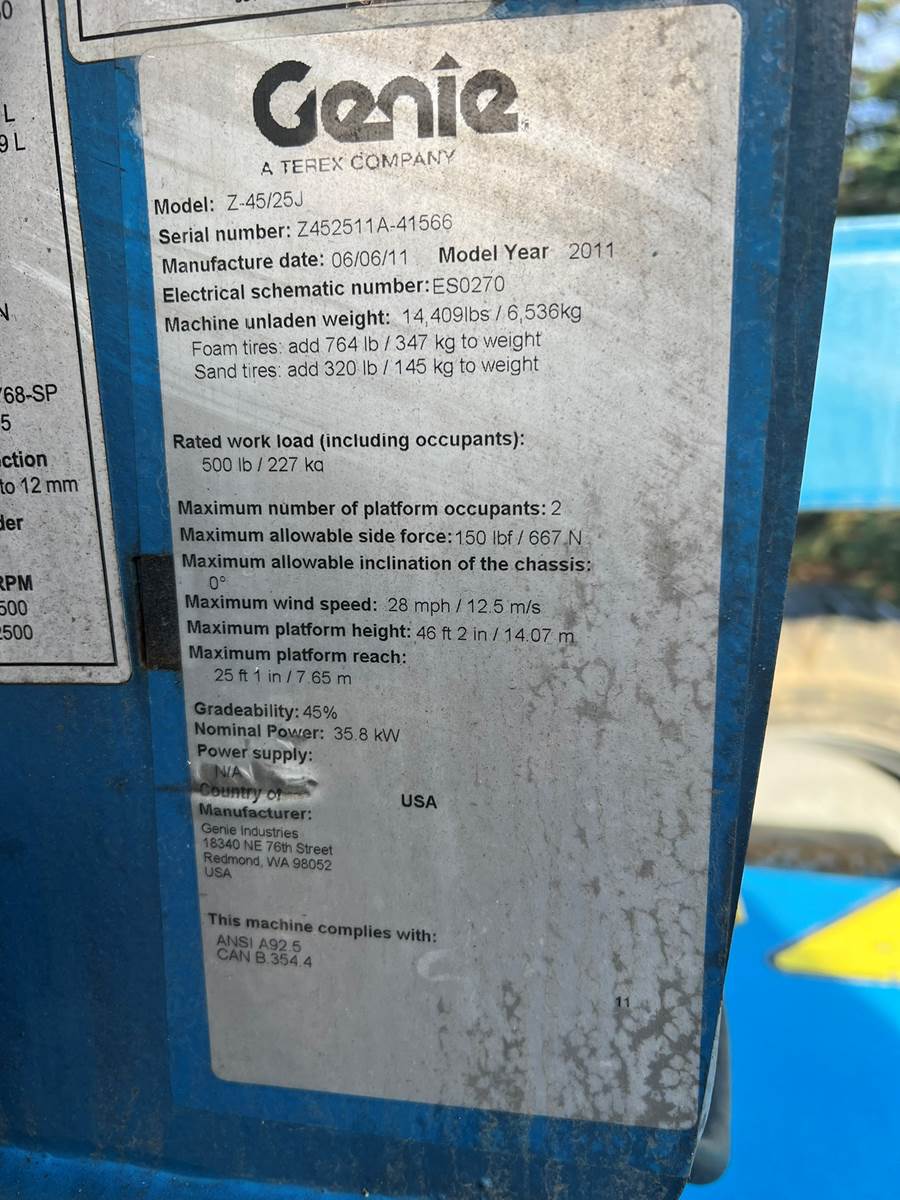 0
L
9 L
N
768-SP
5
ction
to 12 mm
der
RPM
500
2500
Genie
A TEREX COMPANY
Model: Z-45/25J
Serial number: Z452511A-41566
Manufacture date: 06/06/11 Model Year 2011
Electrical schematic number: ES0270
Machine unladen weight: 14,409lbs / 6,536kg
Foam tires: add 764 lb / 347 kg to weight
Sand tires: add 320 lb / 145 kg to weight
Rated work load (including occupants):
500 lb / 227 kg
Maximum number of platform occupants: 2
Maximum allowable side force: 150 lbf / 667 N
Maximum allowable inclination of the chassis:
0°
Maximum wind speed: 28 mph / 12.5 m/s
Maximum platform height: 46 ft 2 in / 14.07 m
Maximum platform reach:
25 ft 1 in / 7.65 m
Gradeability: 45%
Nominal Power: 35.8 kW
Power supply:
N/A
Country of USA
Manufacturer:
Genie Industries
18340 NE 76th Street
Redmond, WA 98052
USA
This machine complies with:
ANSI A92.5
CAN B.354.4
11